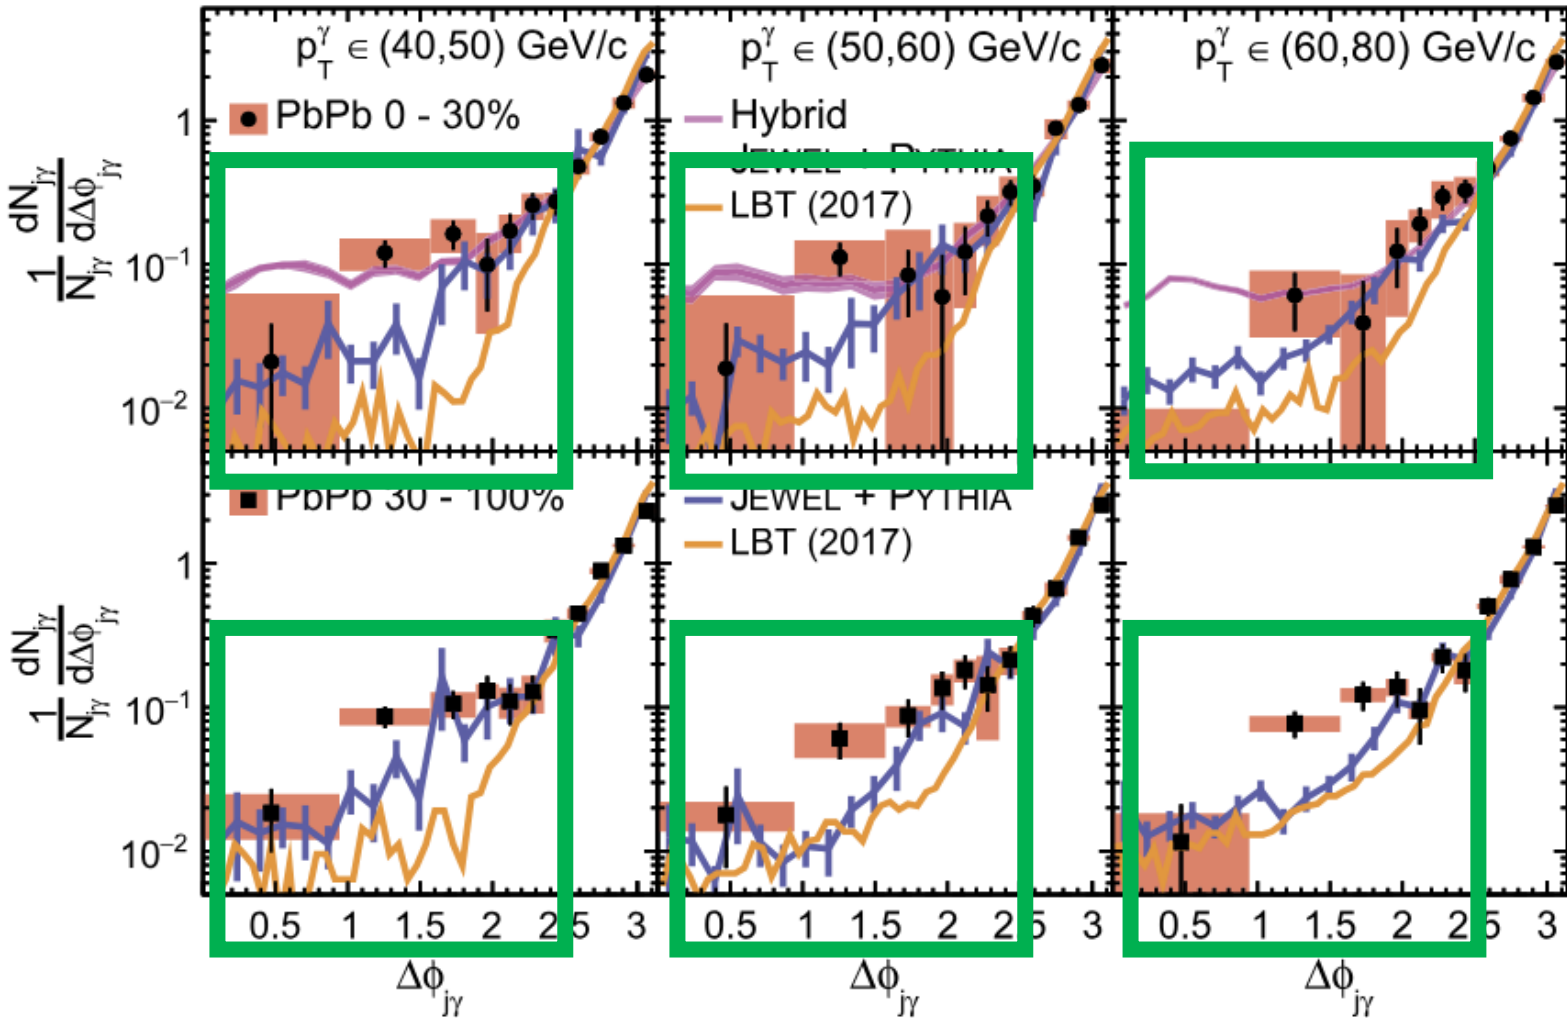 p_T^γ ∈ (40,50) GeV/c
p_T^γ ∈ (50,60) GeV/c
p_T^γ ∈ (60,80) GeV/c
PbPb 0 - 30%
Hybrid
JEWEL + PYTHIA
LBT (2017)
1
10⁻¹
10⁻²
1/N_jγ dN_jγ/dΔϕ_jγ
PbPb 30 - 100%
JEWEL + PYTHIA
LBT (2017)
1
10⁻¹
10⁻²
1/N_jγ dN_jγ/dΔϕ_jγ
0.5 1 1.5 2 2.5 3
0.5 1 1.5 2 2.5 3
0.5 1 1.5 2 2.5 3
Δϕ_jγ
Δϕ_jγ
Δϕ_jγ